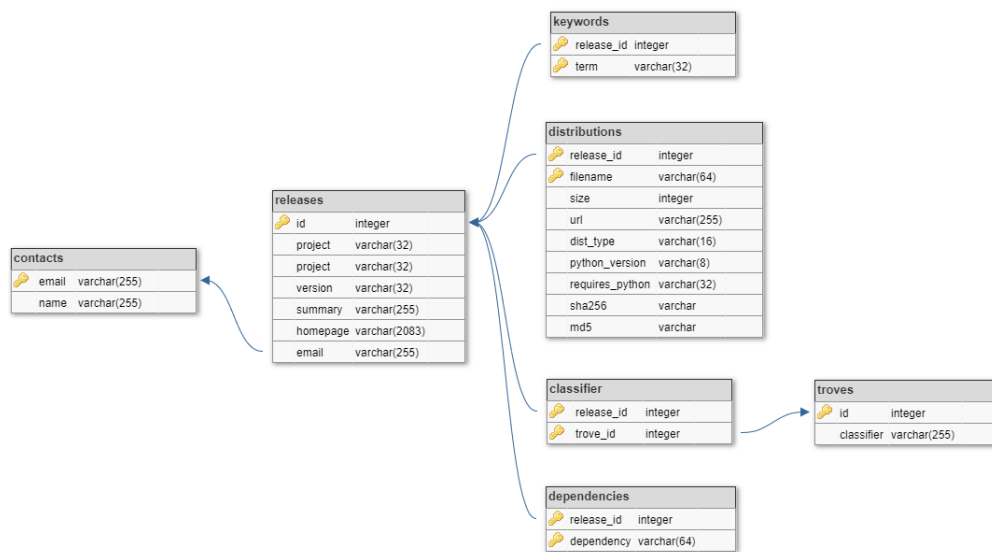 keywords
release_id integer
term varchar(32)
distributions
release_id integer
filename varchar(64)
size integer
url varchar(255)
dist_type varchar(16)
python_version varchar(8)
requires_python varchar(32)
sha256 varchar
md5 varchar
releases
id integer
project varchar(32)
project varchar(32)
version varchar(32)
summary varchar(255)
homepage varchar(2083)
email varchar(255)
contacts
email varchar(255)
name varchar(255)
classifier
release_id integer
trove_id integer
troves
id integer
classifier varchar(255)
dependencies
release_id integer
dependency varchar(64)